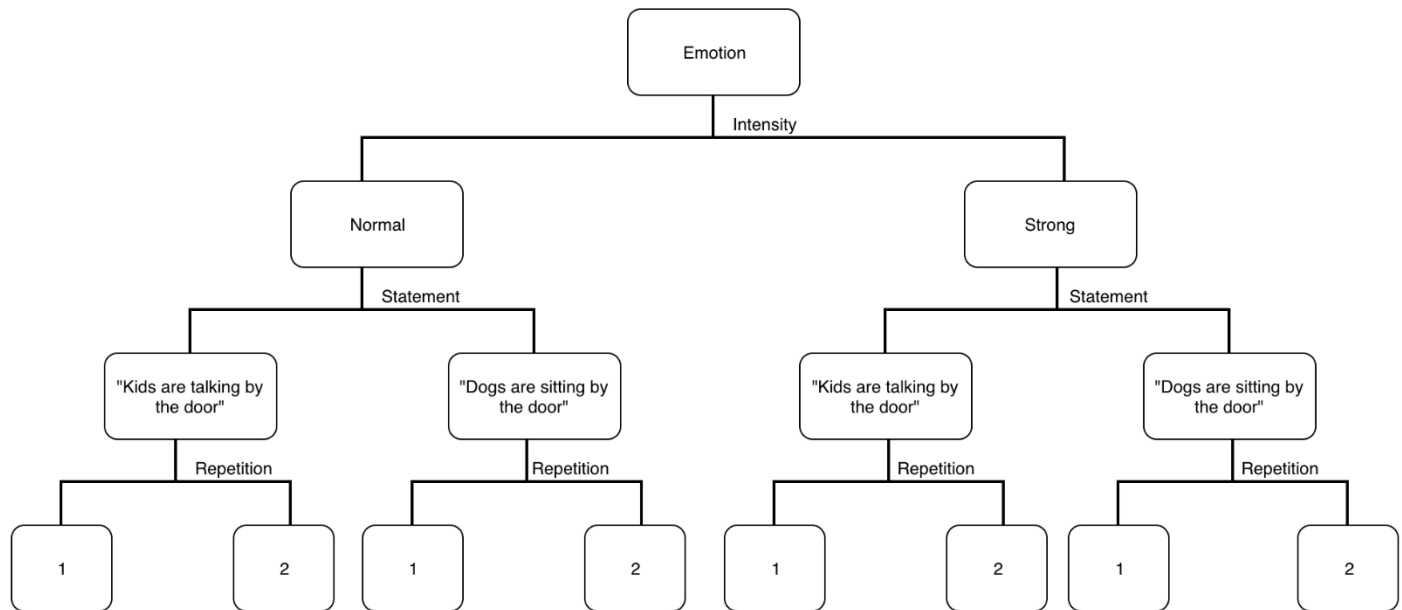 Emotion
Intensity
Normal
Strong
Statement
Statement
"Kids are talking by
the door"
"Dogs are sitting by
the door"
"Kids are talking by
the door"
"Dogs are sitting by
the door"
Repetition
Repetition
Repetition
Repetition
1
2
1
2
1
2
1
2